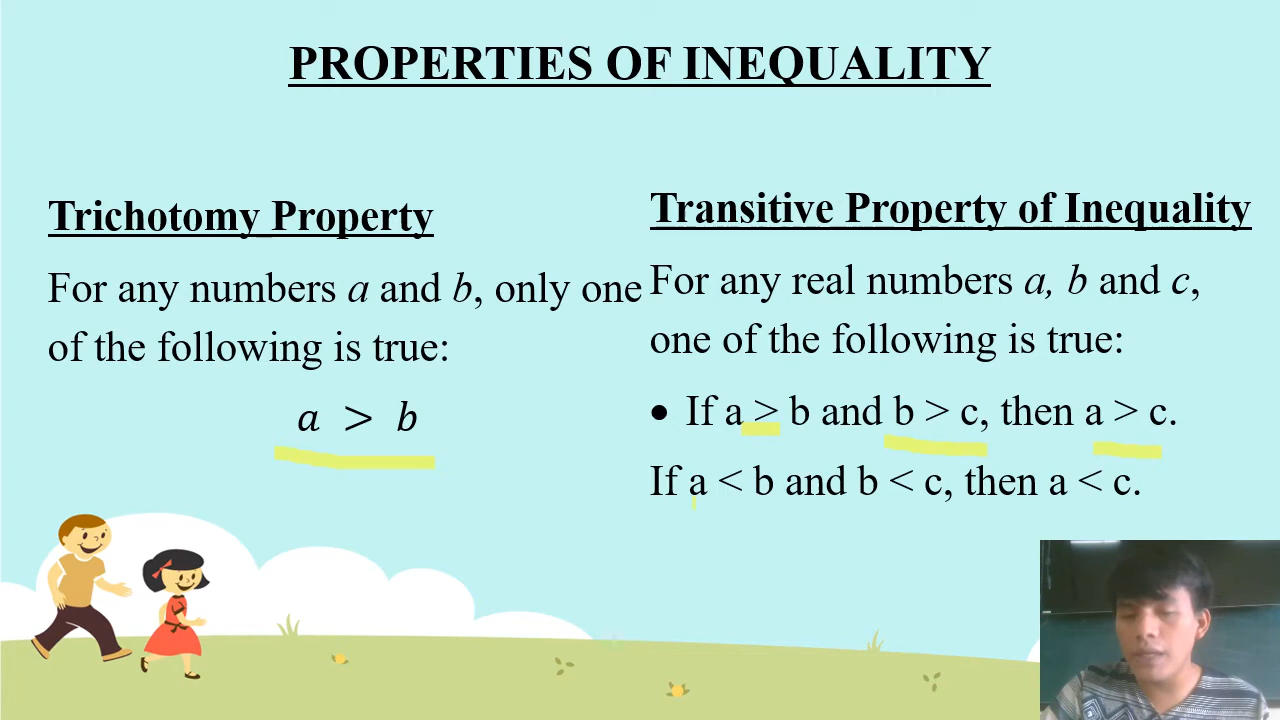 PROPERTIES OF INEQUALITY
Trichotomy Property
For any numbers a and b, only one
of the following is true:
a > b
Transitive Property of Inequality
For any real numbers a, b and c,
one of the following is true:
• If a > b and b > c, then a > c.
If a < b and b < c, then a < c.